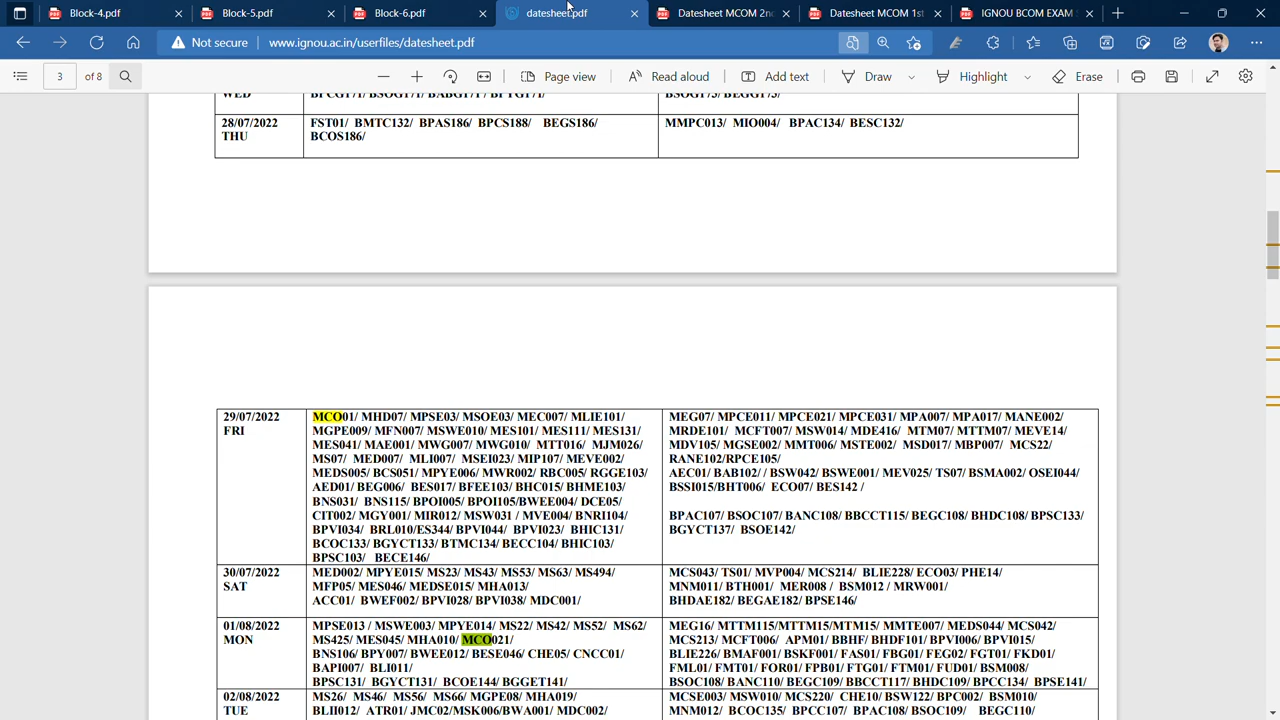 Block-4.pdf
Block-5.pdf
Block-6.pdf
datesheet.pdf
Datesheet MCOM 2n
Datesheet MCOM 1st
IGNOU BCOM EXAM
Not secure
www.ignou.ac.in/userfiles/datesheet.pdf
3 of 8
Page view
Read aloud
Add text
Draw
Highlight
Erase
WED BPCG171/ BSOG171/ BABG171/ BPYG171/ BSOG173/ BEGG173/
28/07/2022 FST01/ BMTC132/ BPAS186/ BPCS188/ BEGS186/ MMPC013/ MIO004/ BPAC134/ BESC132/
THU BCOS186/
29/07/2022
FRI
MCO01/ MHD07/ MPSE03/ MSOE03/ MEC007/ MLIE101/
MGPE009/ MFN007/ MSWE010/ MES101/ MES111/ MES131/
MES041/ MAE001/ MWG007/ MWG010/ MTT016/ MJM026/
MS07/ MED007/ MLI007/ MSEI023/ MIP107/ MEVE002/
MEDS005/ BCS051/ MPYE006/ MWR002/ RBC005/ RGGE103/
AED01/ BEG006/ BES017/ BFEE103/ BHC015/ BHME103/
BNS031/ BNS115/ BPOI005/ BPOI105/BWEE004/ DCE05/
CIT002/ MGY001/ MIR012/ MSW031 / MVE004/ BNRI104/
BPVI034/ BRL010/ES344/ BPVI044/ BPVI023/ BHIC131/
BCOC133/ BGYCT133/ BTMC134/ BECC104/ BHIC103/
BPSC103/ BECE146/
MEG07/ MPCE011/ MPCE021/ MPCE031/ MPA007/ MPA017/ MANE002/
MRDE101/ MCFT007/ MSW014/ MDE416/ MTM07/ MTTM07/ MEVE14/
MDV105/ MGSE002/ MMT006/ MSTE002/ MSD017/ MBP007/ MCS22/
RANE102/RPCE105/
AEC01/ BAB102/ / BSW042/ BSWE001/ MEV025/ TS07/ BSMA002/ OSEI044/
BSSI015/BHT006/ ECO07/ BES142 /
BPAC107/ BSOC107/ BANC108/ BBCCT115/ BEGC108/ BHDC108/ BPSC133/
BGYCT137/ BSOE142/
30/07/2022
SAT
MED002/ MPYE015/ MS23/ MS43/ MS53/ MS63/ MS494/
MFP05/ MES046/ MEDSE015/ MHA013/
ACC01/ BWEF002/ BPVI028/ BPVI038/ MDC001/
MCS043/ TS01/ MVP004/ MCS214/ BLIE228/ ECO03/ PHE14/
MNM011/ BTH001/ MER008 / BSM012 / MRW001/
BHDAE182/ BEGAE182/ BPSE146/
01/08/2022
MON
MPSE013 / MSWE003/ MPYE014/ MS22/ MS42/ MS52/ MS62/
MS425/ MES045/ MHA010/ MCO021/
BNS106/ BPY007/ BWEE012/ BESE046/ CHE05/ CNCC01/
BAPI007/ BLI011/
BPSC131/ BGYCT131/ BCOE144/ BGGET141/
MEG16/ MTTM115/MTTM15/MTM15/ MMTE007/ MEDS044/ MCS042/
MCS213/ MCFT006/ APM01/ BBHF/ BHDF101/ BPVI006/ BPVI015/
BLIE226/ BMAF001/ BSKF001/ FAS01/ FBG01/ FEG02/ FGT01/ FKD01/
FML01/ FMT01/ FOR01/ FPB01/ FTG01/ FTM01/ FUD01/ BSM008/
BSOC108/ BANC110/ BEGC109/ BBCCT117/ BHDC109/ BPCC134/ BPSE141/
02/08/2022
TUE
MS26/ MS46/ MS56/ MS66/ MGPE08/ MHA019/
BLII012/ ATR01/ JMC02/MSK006/BWA001/ MDC002/
MCSE003/ MSW010/ MCS220/ CHE10/ BSW122/ BPC002/ BSM010/
MNM012/ BCOC135/ BPCC107/ BPAC108/ BSOC109/ BEGC110/